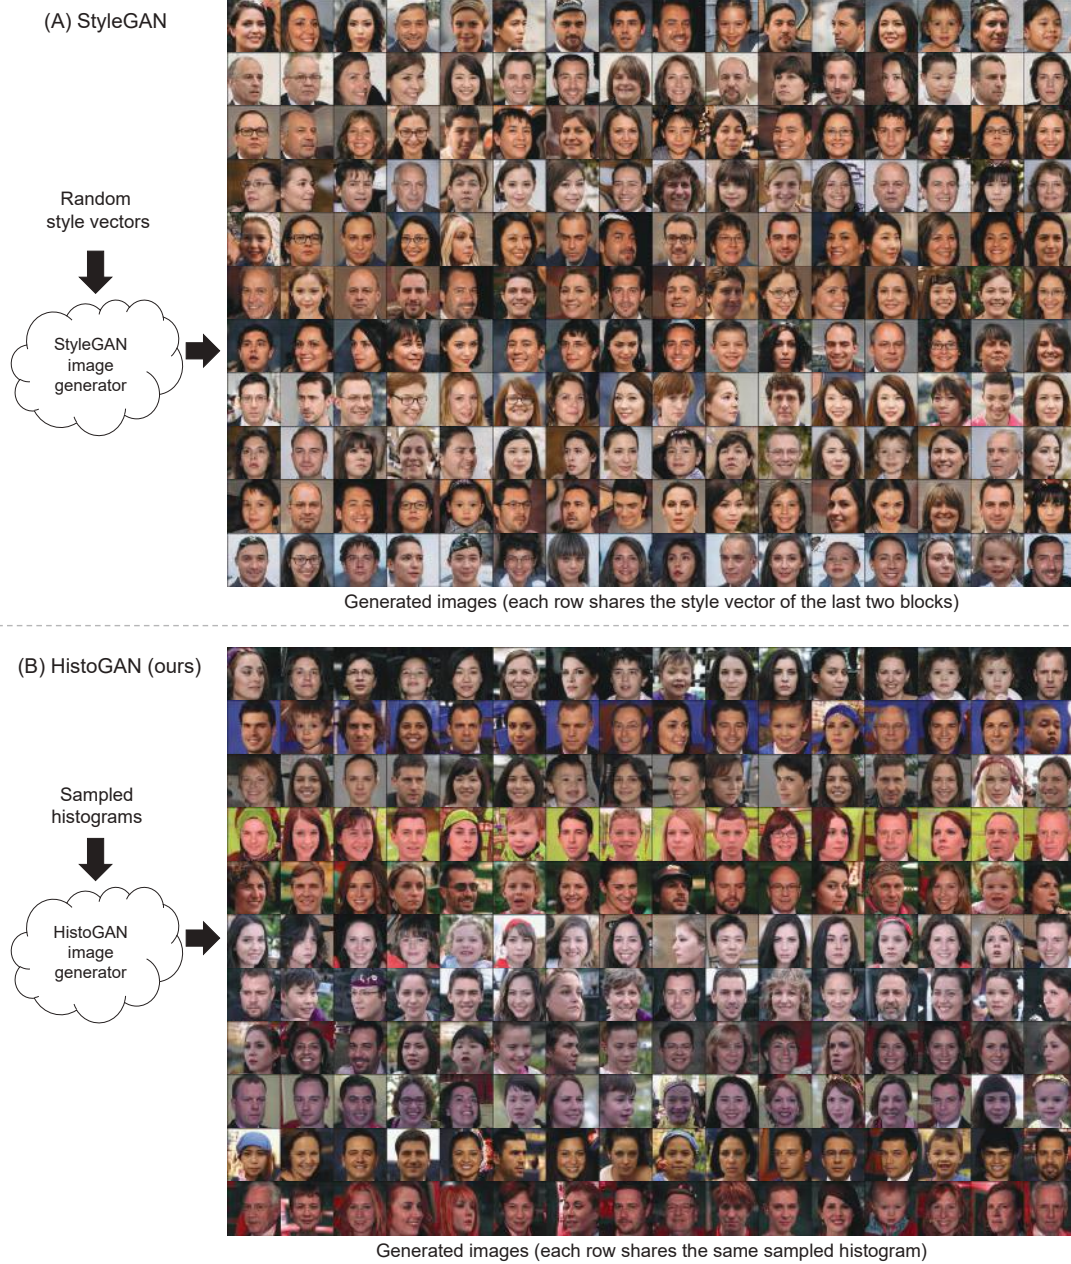 (A) StyleGAN
Random
style vectors
StyleGAN
image
generator
Generated images (each row shares the style vector of the last two blocks)
(B) HistoGAN (ours)
Sampled
histograms
HistoGAN
image
generator
Generated images (each row shares the same sampled histogram)